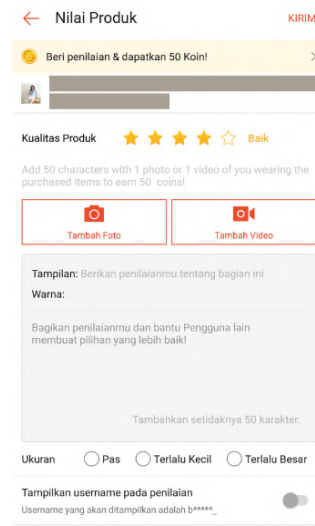 Nilai Produk
KIRIM
Beri penilaian & dapatkan 50 Koin!
Kualitas Produk
Baik
Add 50 characters with 1 photo or 1 video of you wearing the
purchased items to earn 50 coins!
Tambah Foto
Tambah Video
Tampilan: Berikan penilaianmu tentang bagian ini
Warna:
Bagikan penilaianmu dan bantu Pengguna lain
membuat pilihan yang lebih baik!
Tambahkan setidaknya 50 karakter.
Ukuran
Pas
Terlalu Kecil
Terlalu Besar
Tampilkan username pada penilaian
Username yang akan ditampilkan adalah b*****_